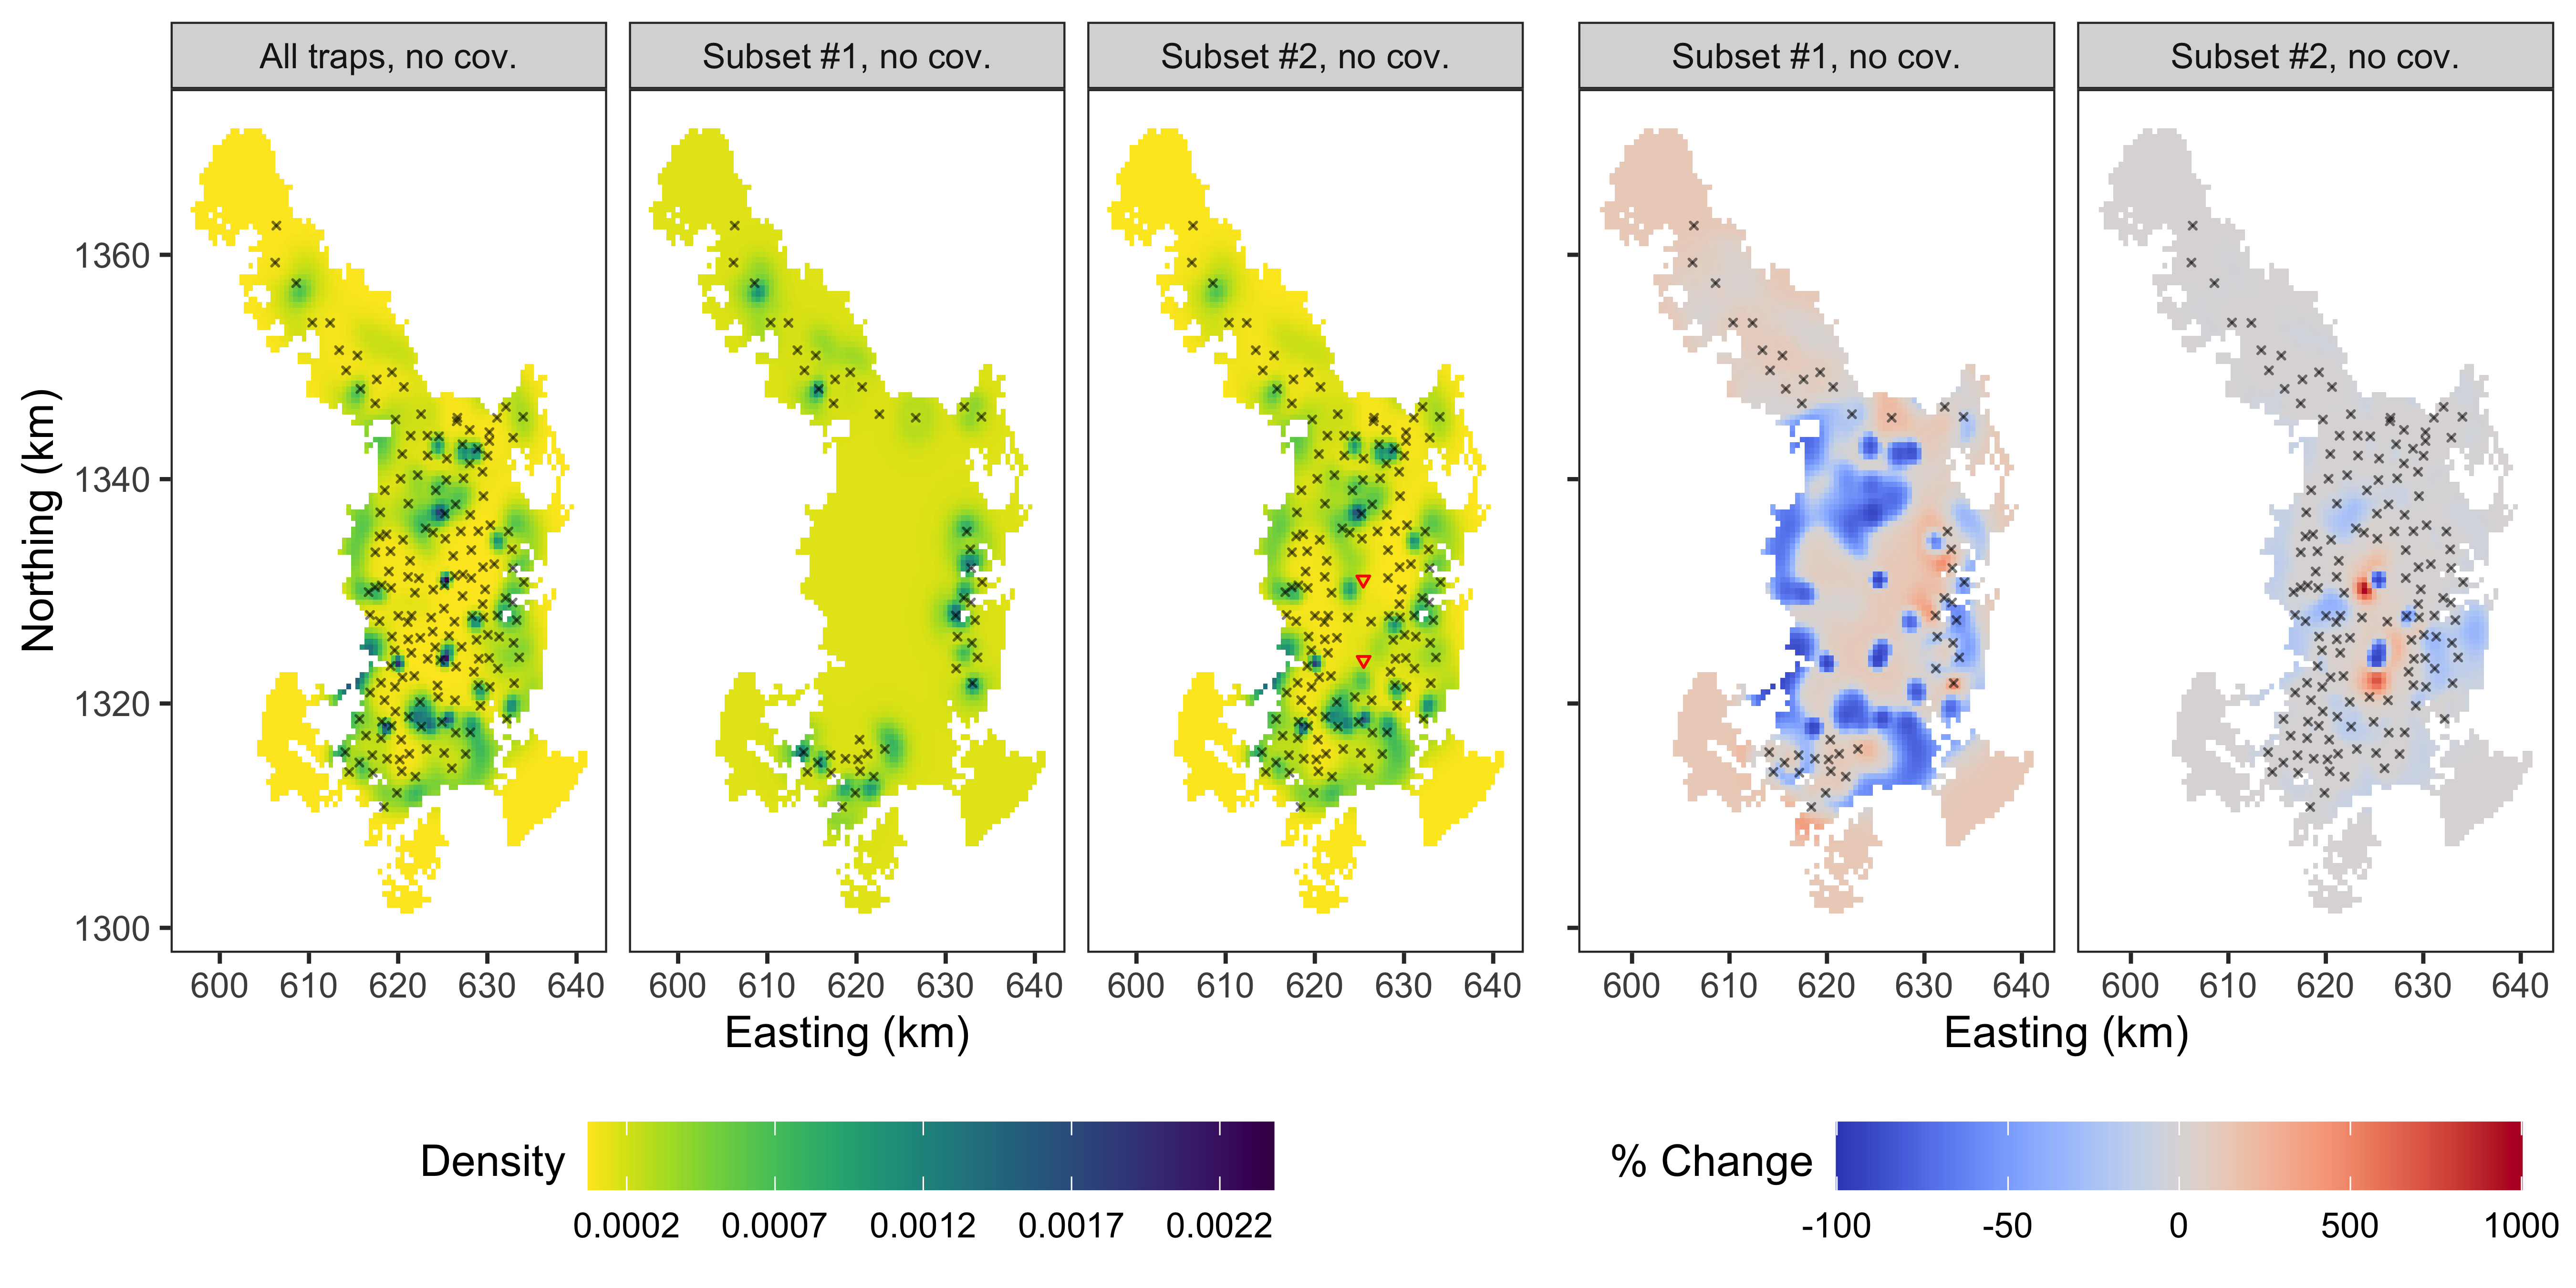 All traps, no cov.
Subset #1, no cov.
Subset #2, no cov.
Subset #1, no cov.
Subset #2, no cov.
Northing (km)
1360
1340
1320
1300
600 610 620 630 640
600 610 620 630 640
600 610 620 630 640
600 610 620 630 640
600 610 620 630 640
Easting (km)
Easting (km)
Density
0.0002 0.0007 0.0012 0.0017 0.0022
% Change
-100 -50 0 500 1000